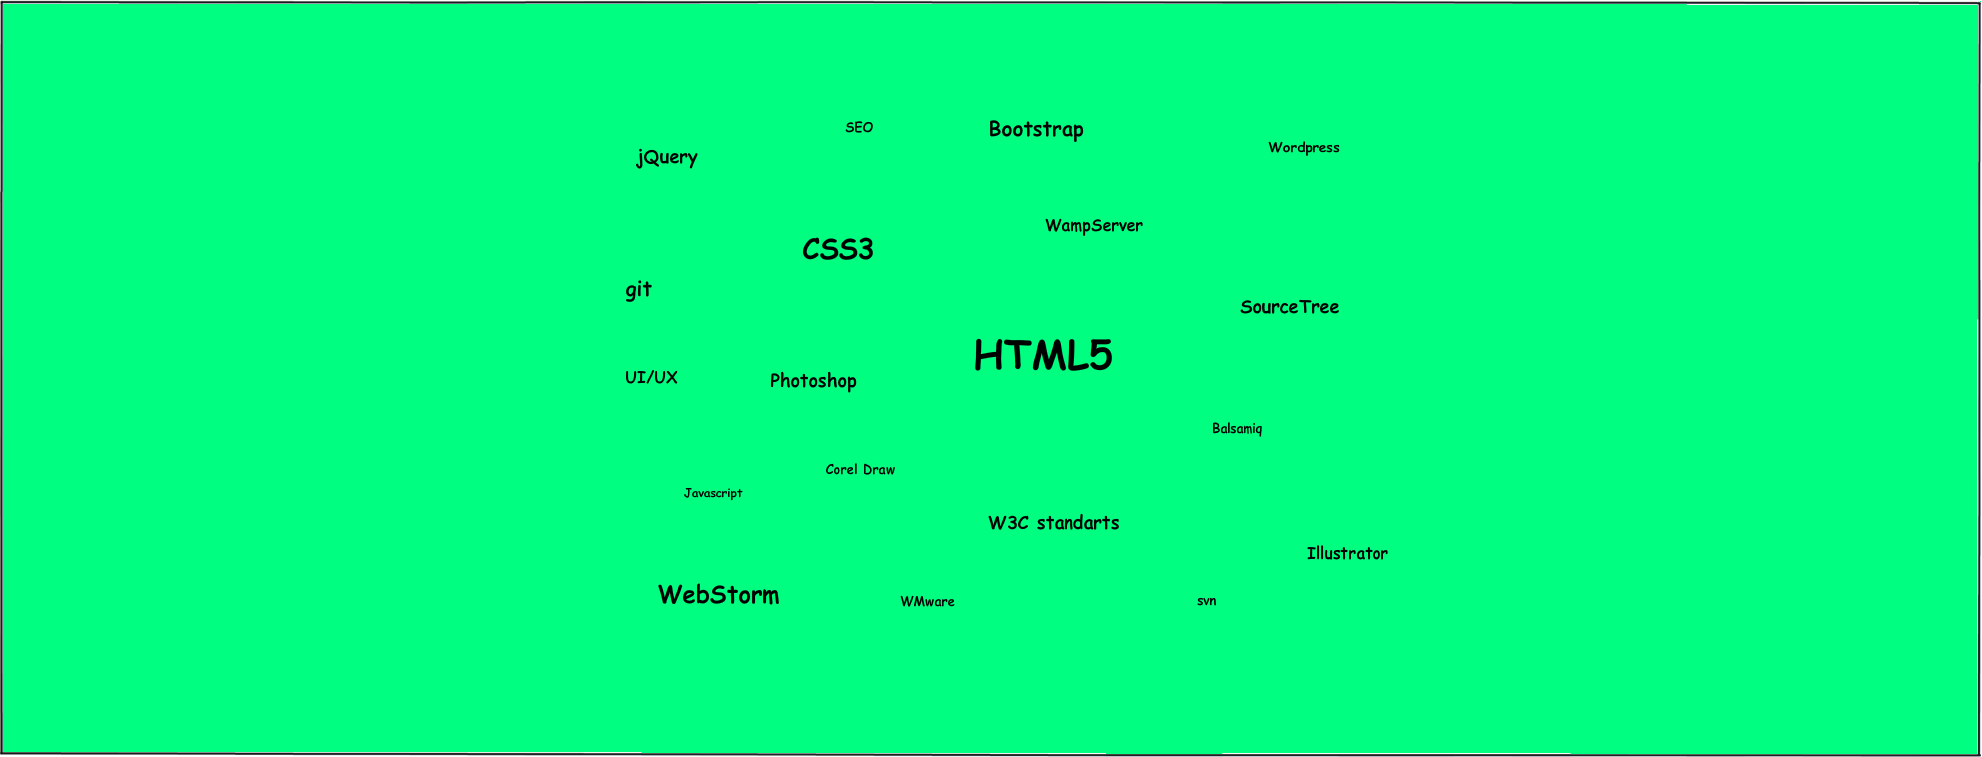 SEO
Bootstrap
Wordpress
jQuery
WampServer
CSS3
git
SourceTree
HTML5
UI/UX
Photoshop
Balsamiq
Corel Draw
Javascript
W3C standarts
Illustrator
WebStorm
WMware
svn